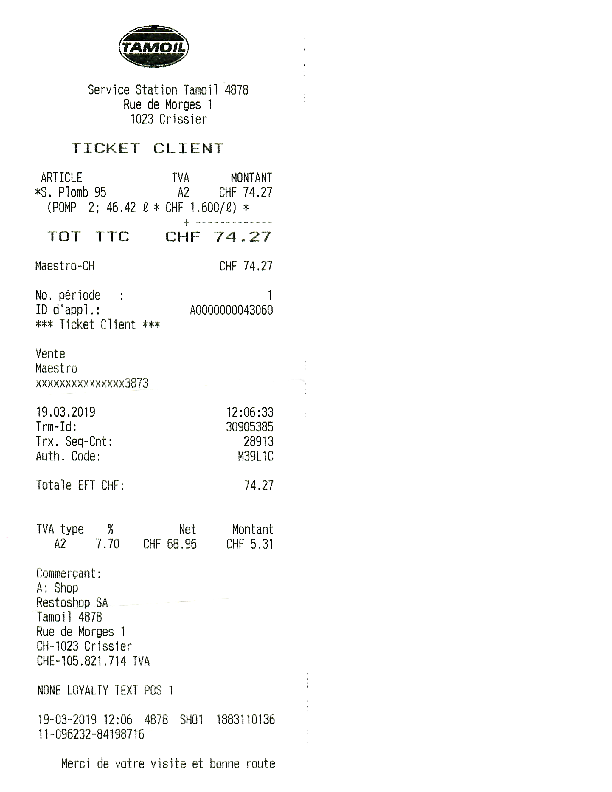 TAMOIL
Service Station Tamoil 4878
Rue de Morges 1
1023 Crissier
TICKET CLIENT
ARTICLE TVA MONTANT
*S. Plomb 95 A2 CHF 74.27
(POMP 2; 46.42 ℓ * CHF 1.600/ℓ) *
+ -------------
TOT TTC CHF 74.27
Maestro-CH CHF 74.27
No. période : 1
ID d'appl.: A0000000043060
*** Ticket Client ***
Vente
Maestro
xxxxxxxxxxxxxxx3873
19.03.2019 12:06:33
Trm-Id: 30905385
Trx. Seq-Cnt: 28913
Auth. Code: M39L1C
Totale EFT CHF: 74.27
TVA type % Net Montant
A2 7.70 CHF 68.96 CHF 5.31
Commerçant:
A: Shop
Restoshop SA
Tamoil 4878
Rue de Morges 1
CH-1023 Crissier
CHE-105.821.714 TVA
NONE LOYALTY TEXT POS 1
19-03-2019 12:06 4878 SH01 1883110136
11-096232-84198716
Merci de votre visite et bonne route